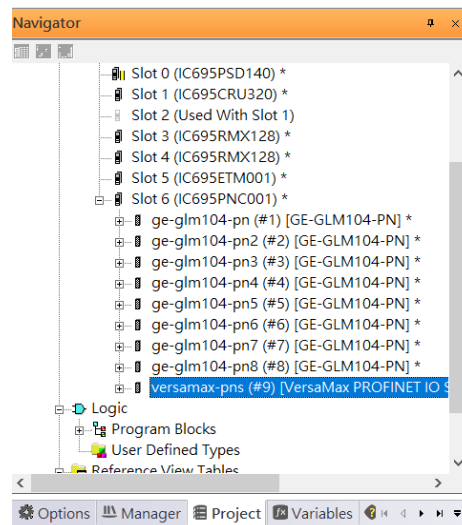 Navigator
Slot 0 (IC695PSD140) *
Slot 1 (IC695CRU320) *
Slot 2 (Used With Slot 1)
Slot 3 (IC695RMX128) *
Slot 4 (IC695RMX128) *
Slot 5 (IC695ETM001) *
Slot 6 (IC695PNC001) *
ge-glm104-pn (#1) [GE-GLM104-PN] *
ge-glm104-pn2 (#2) [GE-GLM104-PN] *
ge-glm104-pn3 (#3) [GE-GLM104-PN] *
ge-glm104-pn4 (#4) [GE-GLM104-PN] *
ge-glm104-pn5 (#5) [GE-GLM104-PN] *
ge-glm104-pn6 (#6) [GE-GLM104-PN] *
ge-glm104-pn7 (#7) [GE-GLM104-PN] *
ge-glm104-pn8 (#8) [GE-GLM104-PN] *
versamax-pns (#9) [VersaMax PROFINET IO S
Logic
Program Blocks
User Defined Types
Reference View Tables
Options Manager Project Variables